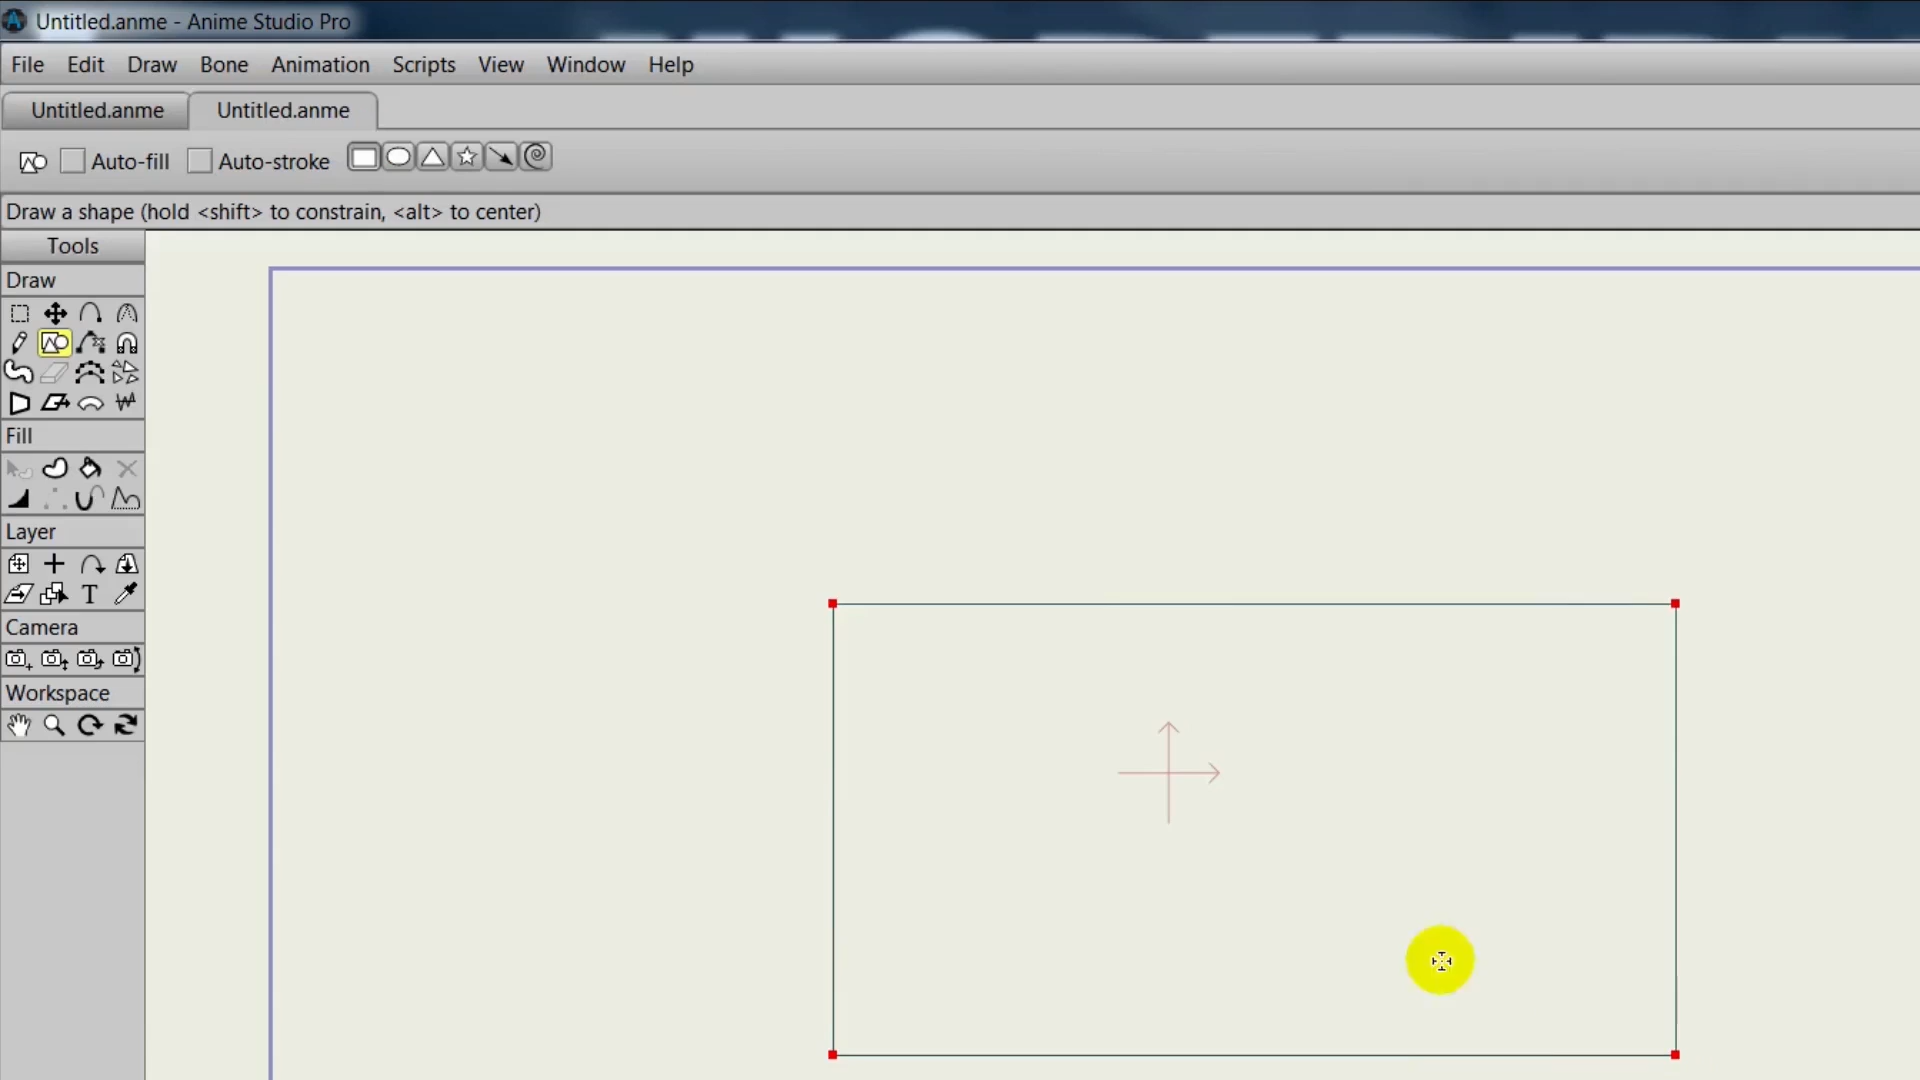 Untitled.anme - Anime Studio Pro
File Edit Draw Bone Animation Scripts View Window Help
Untitled.anme Untitled.anme
Auto-fill Auto-stroke
Draw a shape (hold <shift> to constrain, <alt> to center)
Tools
Draw
Fill
Layer
T
Camera
Workspace